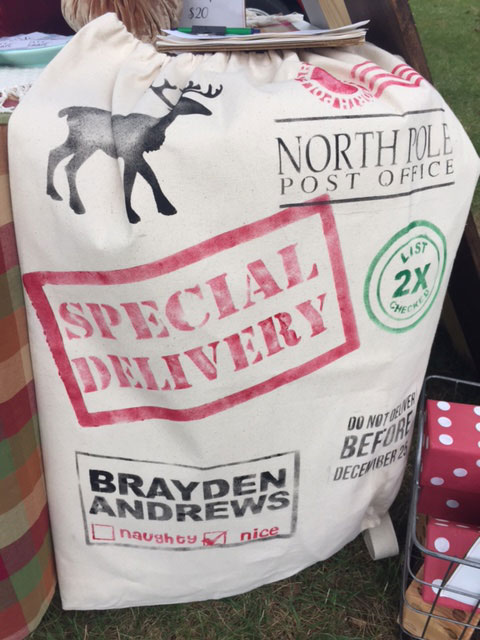 $20
NORTH POLE
POST OFFICE
SPECIAL
DELIVERY
LIST
2X
CHECKED
DO NOT DELIVER
BEFORE
DECEMBER 25
BRAYDEN
ANDREWS
naughty nice